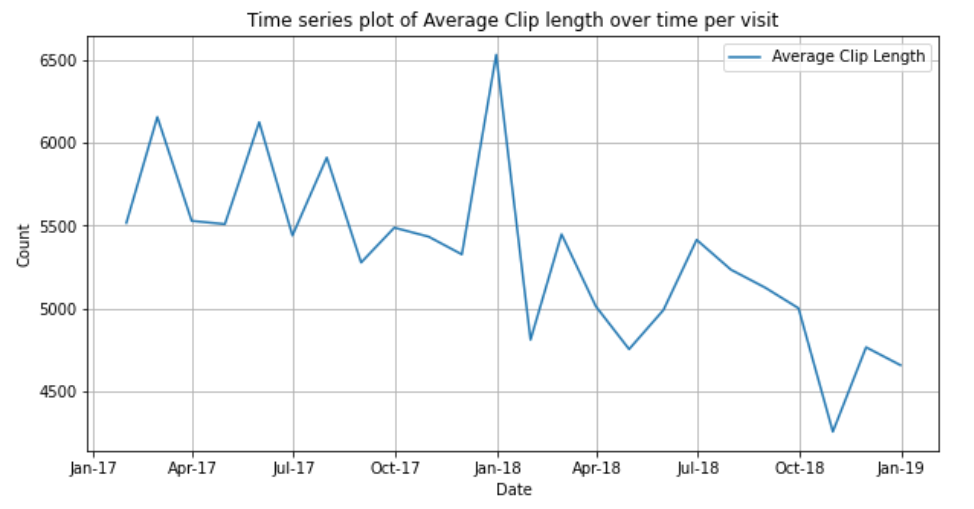 Time series plot of Average Clip length over time per visit
Average Clip Length
6500
6000
5500
5000
4500
Count
Jan-17 Apr-17 Jul-17 Oct-17 Jan-18 Apr-18 Jul-18 Oct-18 Jan-19
Date